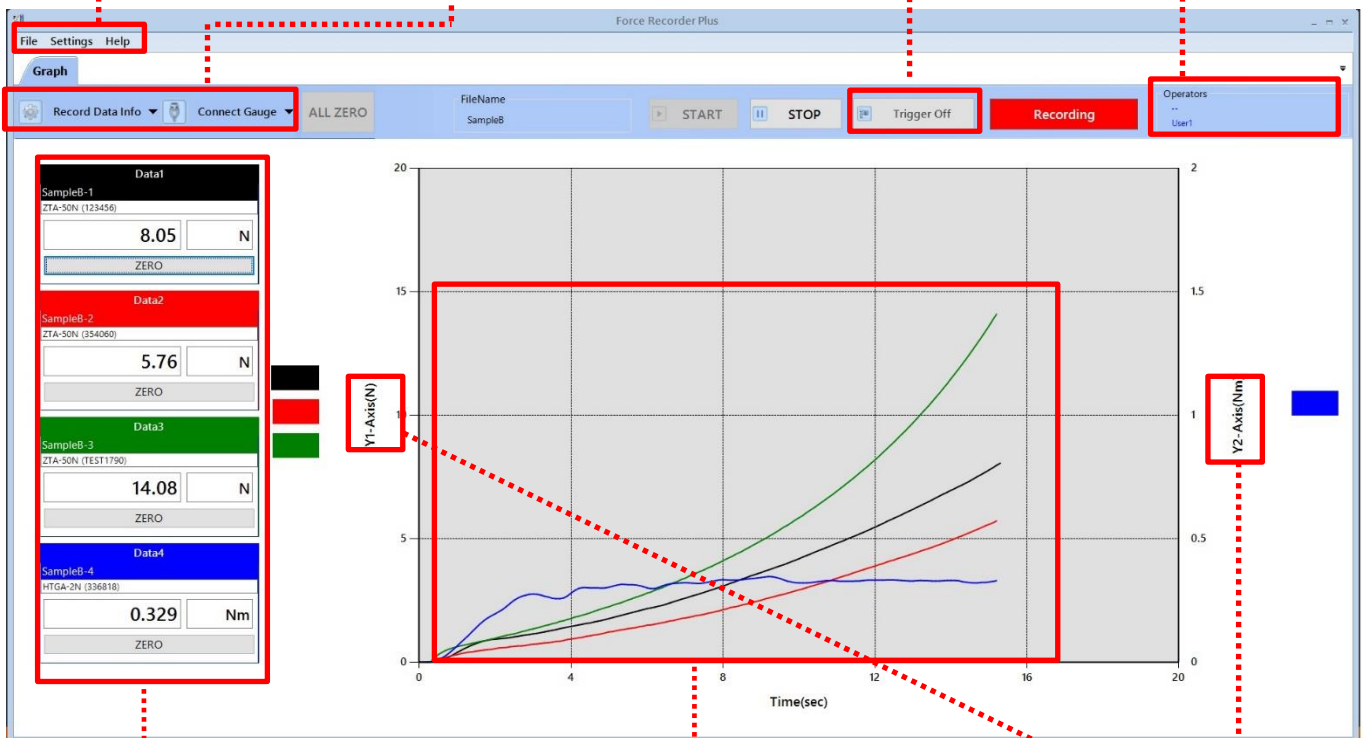 Force Recorder Plus
File Settings Help
Graph
Record Data Info Connect Gauge ALL ZERO
FileName
SampleB
START STOP Trigger Off Recording
Operators
--
User1
Data1
SampleB-1
ZTA-50N (123456)
8.05 N
ZERO
Data2
SampleB-2
ZTA-50N (354060)
5.76 N
ZERO
Data3
SampleB-3
ZTA-50N (TEST1790)
14.08 N
ZERO
Data4
SampleB-4
HTGA-2N (336818)
0.329 Nm
ZERO
Y1-Axis(N)
20
15
10
5
0
0 4 8 12 16 20
Time(sec)
2
1.5
1
0.5
0
Y2-Axis(Nm